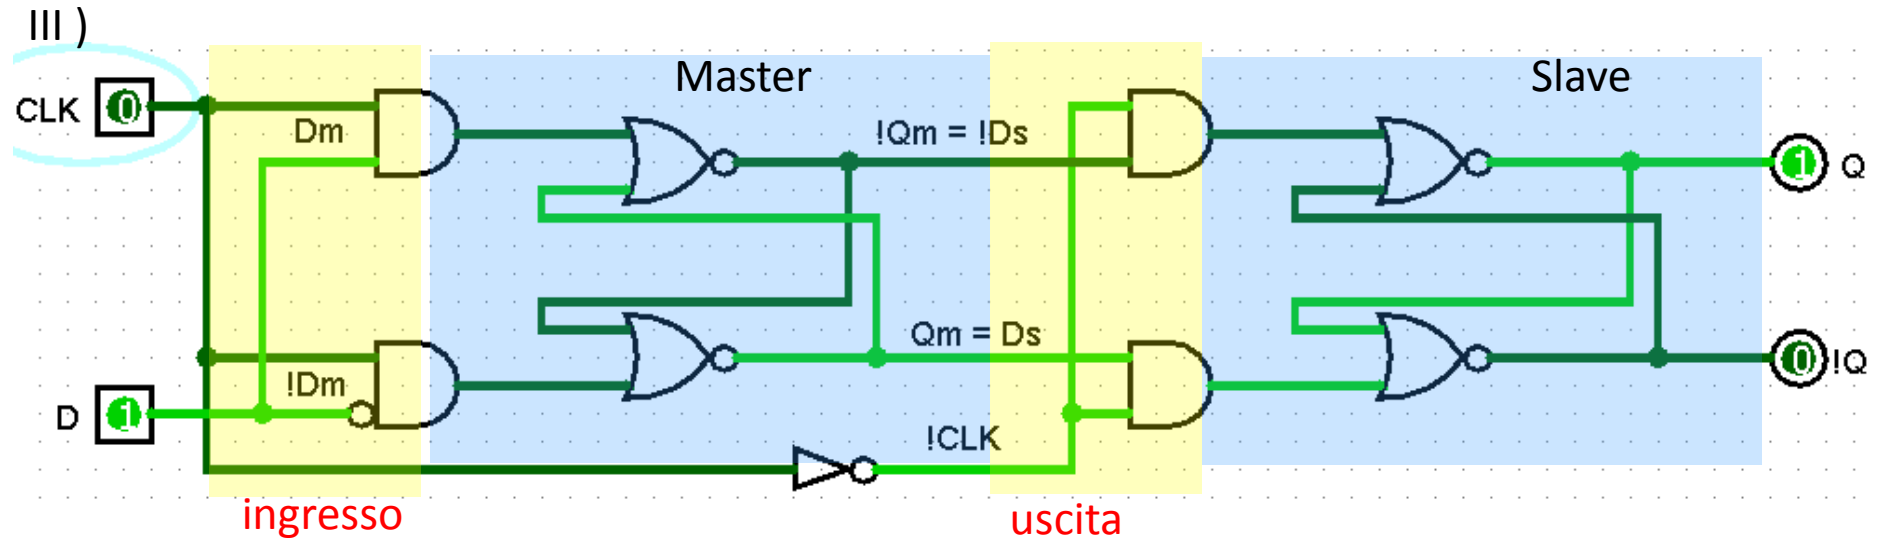 III )
Master
Slave
CLK 0
Dm
!Qm = !Ds
1 Q
Qm = Ds
!Dm
0 !Q
D 1
!CLK
ingresso
uscita